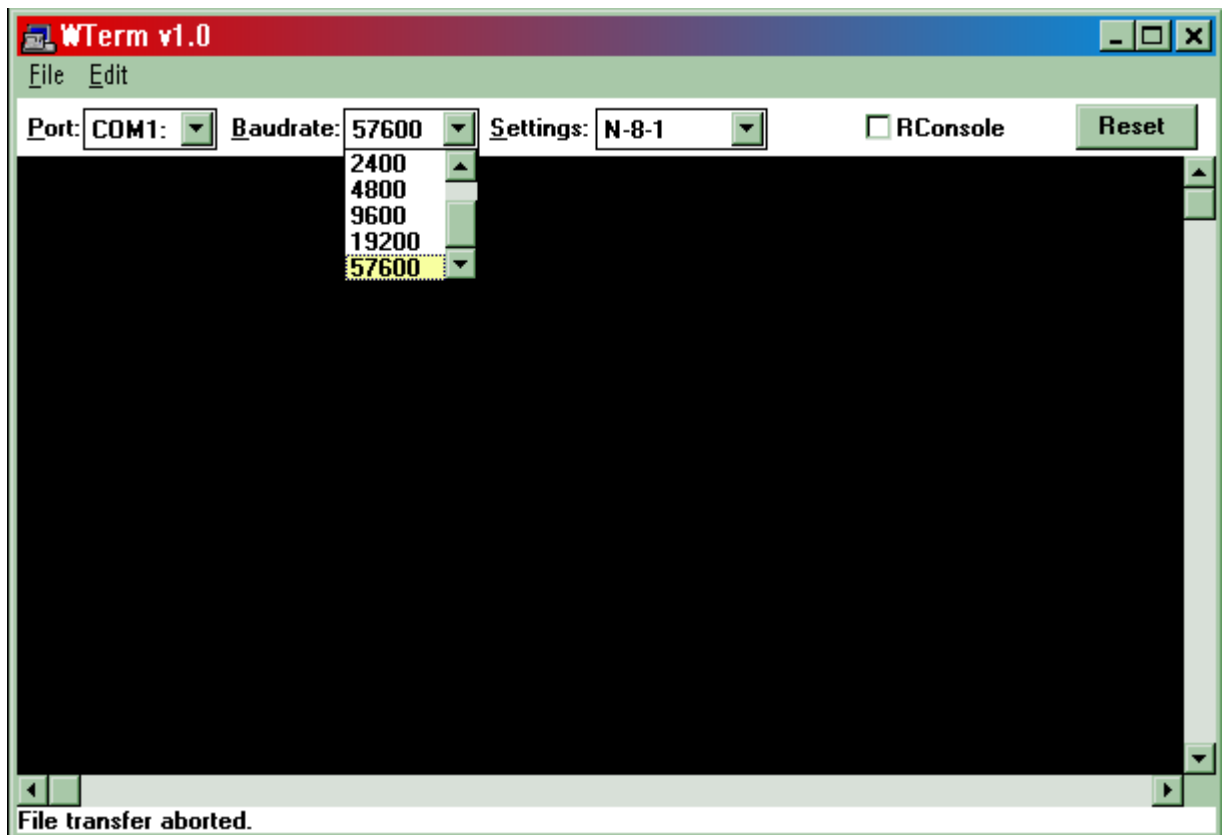 WTerm v1.0
File Edit
Port: COM1: Baudrate: 57600 Settings: N-8-1 RConsole Reset
2400
4800
9600
19200
57600
File transfer aborted.